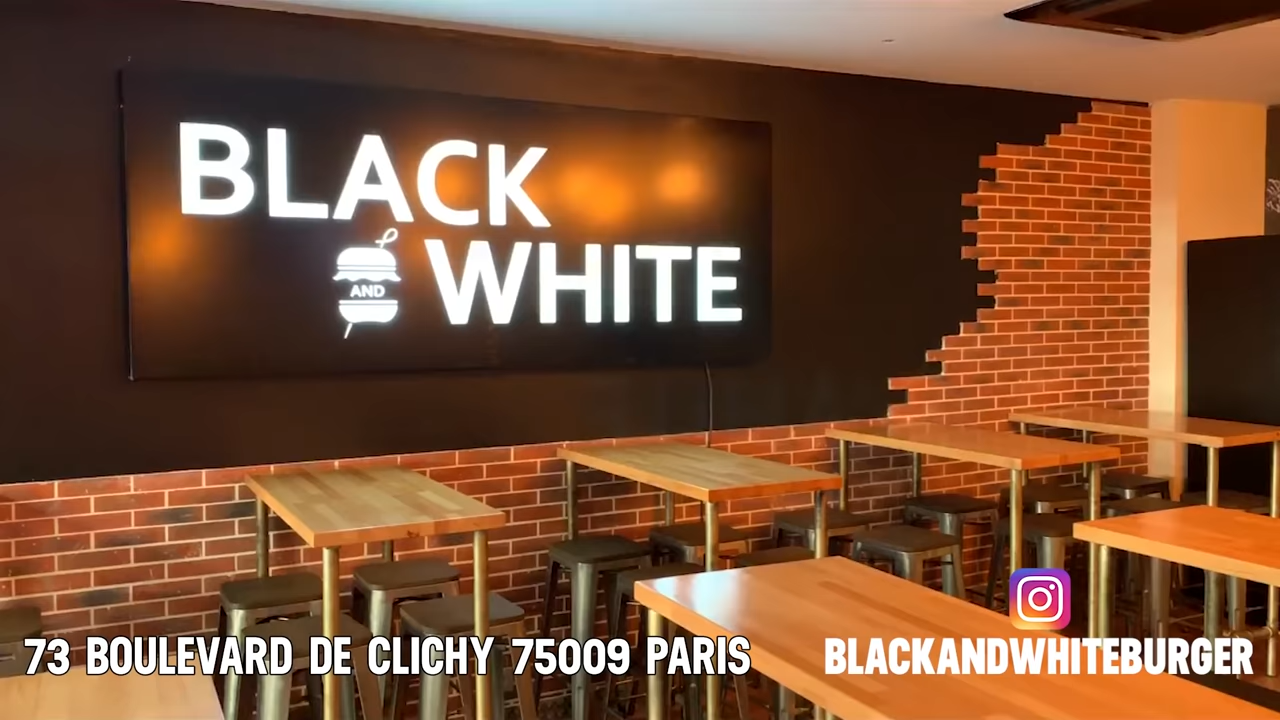 BLACK
AND
WHITE
73 BOULEVARD DE CLICHY 75009 PARIS
BLACKANDWHITEBURGER